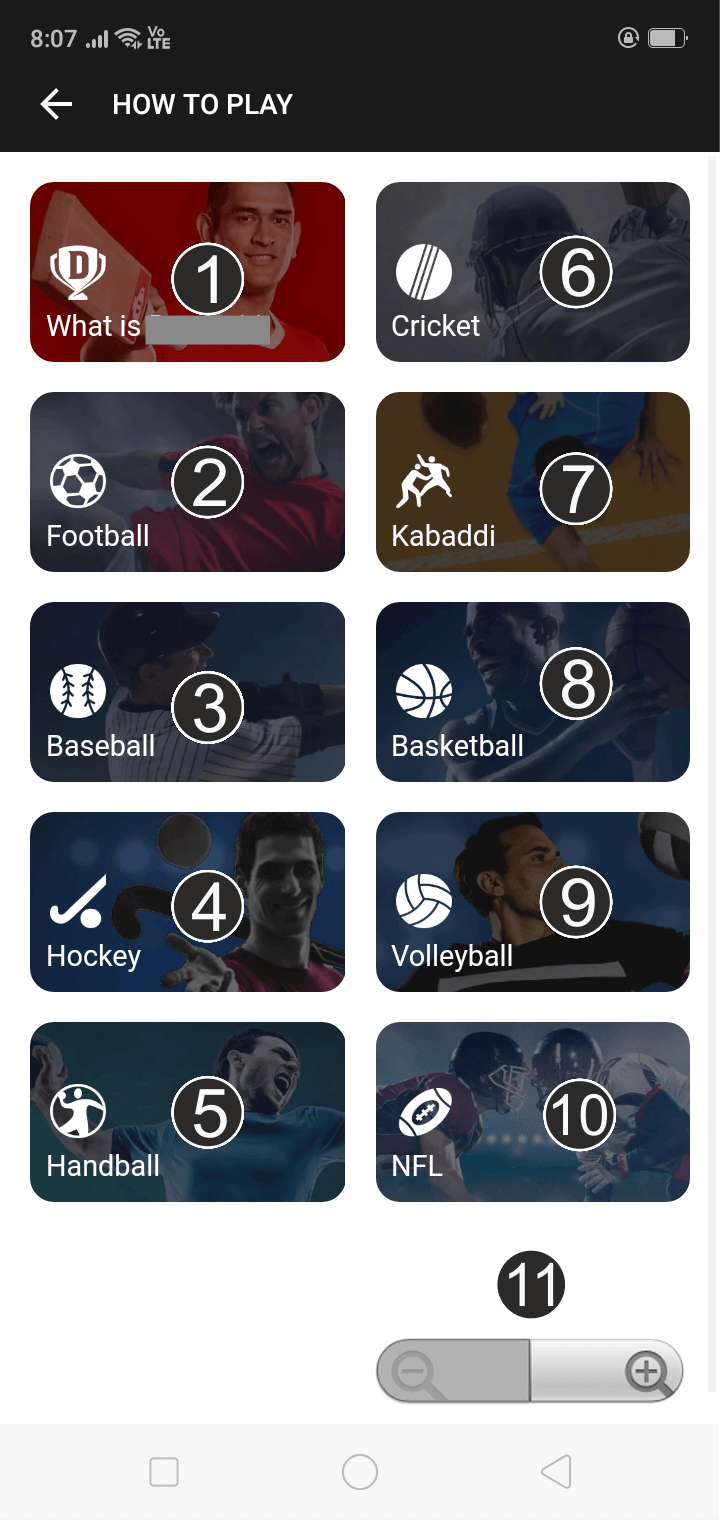 8:07 Vo LTE
HOW TO PLAY
D
1
What is
6
Cricket
2
Football
7
Kabaddi
3
Baseball
8
Basketball
4
Hockey
9
Volleyball
5
Handball
10
NFL
11